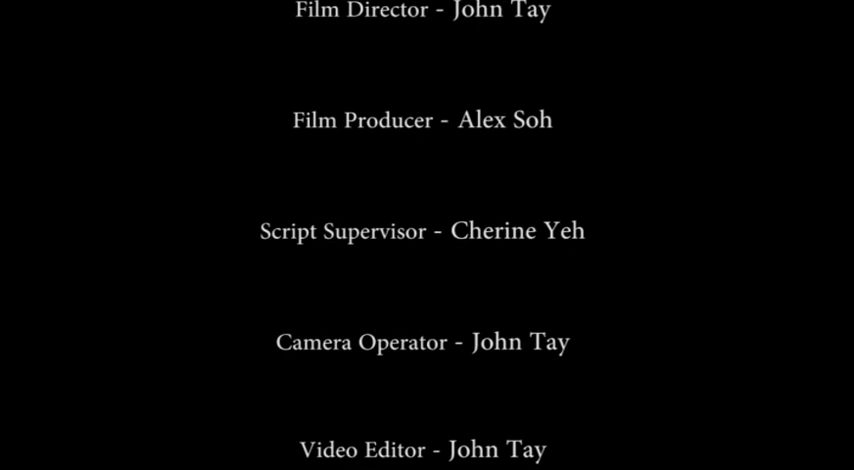 Film Director - John Tay
Film Producer - Alex Soh
Script Supervisor - Cherine Yeh
Camera Operator - John Tay
Video Editor - John Tay